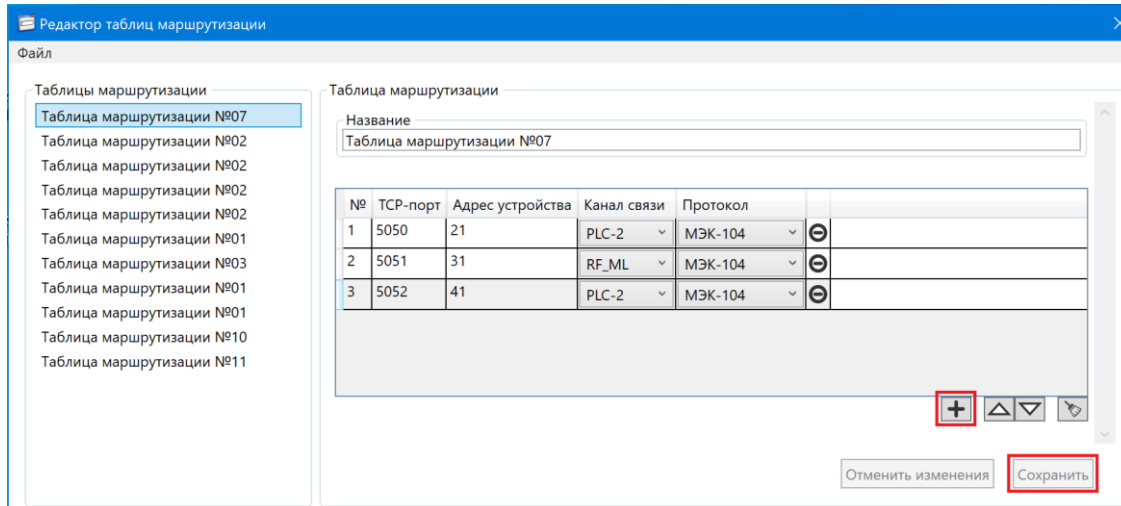 Редактор таблиц маршрутизации
Файл
Таблицы маршрутизации
Таблица маршрутизации №07
Таблица маршрутизации №02
Таблица маршрутизации №02
Таблица маршрутизации №02
Таблица маршрутизации №02
Таблица маршрутизации №01
Таблица маршрутизации №03
Таблица маршрутизации №01
Таблица маршрутизации №01
Таблица маршрутизации №10
Таблица маршрутизации №11
Таблица маршрутизации
Название
Таблица маршрутизации №07
№ TCP-порт Адрес устройства Канал связи Протокол
1 5050 21 PLC-2 МЭК-104
2 5051 31 RF_ML МЭК-104
3 5052 41 PLC-2 МЭК-104
Отменить изменения Сохранить